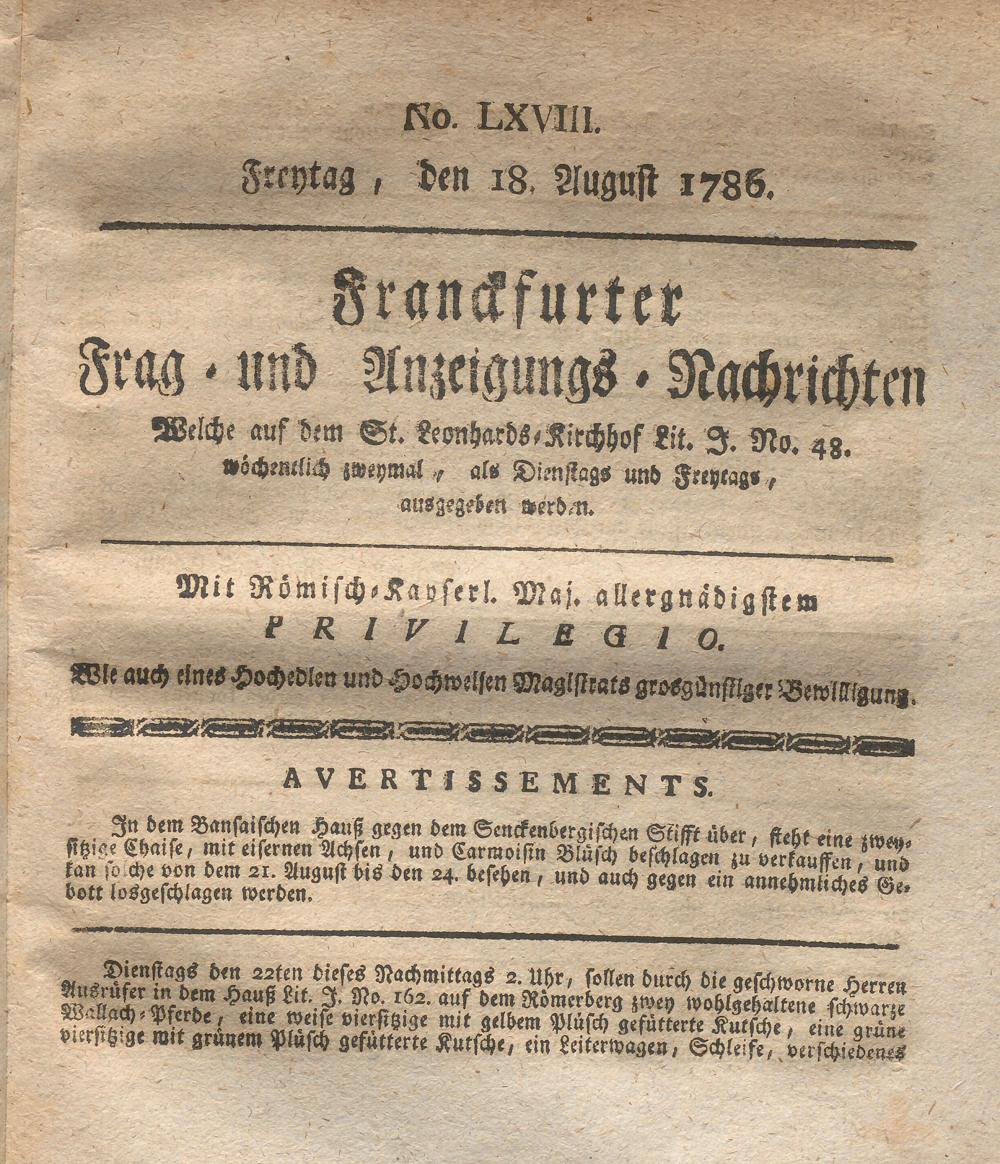 No. LXVIII.
Freytag, den 18. August 1786.
Franckfurter
Frag- und Anzeigungs-Nachrichten
Welche auf dem St. Leonhards-Kirchhof Lit. J. No. 48.
wöchentlich zweymal, als Dienstags und Freytags,
ausgegeben werden.
Mit Römisch-Kayserl. Maj. allergnädigstem
PRIVILEGIO.
Wie auch eines Hochedlen und Hochweisen Magistrats grosgünstiger Bewilligung.
AVERTISSEMENTS.
In dem Bansaischen Hauß gegen dem Senckenbergischen Stifft über, steht eine zwey-
sitzige Chaise, mit eisernen Achsen, und Carmoisin Blüsch beschlagen zu verkauffen, und
kan solche von dem 21. August bis den 24. besehen, und auch gegen ein annehmliches Ge-
bott losgeschlagen werden.
Dienstags den 22ten dieses Nachmittags 2. Uhr, sollen durch die geschworne Herren
Ausrüfer in dem Hauß Lit. J. No. 162. auf dem Römerberg zwey wohlgehaltene schwarze
Wallach-Pferde, eine weise viersitzige mit gelbem Plüsch gefütterte Kutsche, eine grüne
viersitzige mit grünem Plüsch gefütterte Kutsche, ein Leiterwagen, Schleife, verschiedenes